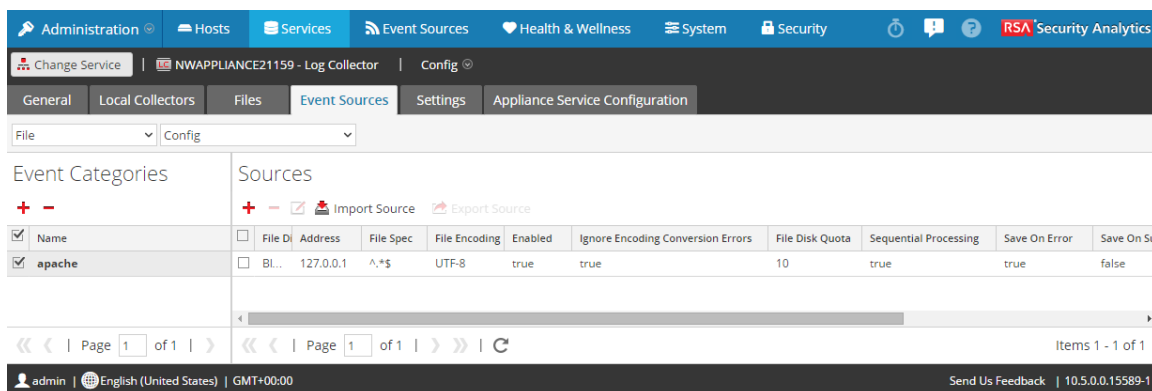 Administration Hosts Services Event Sources Health & Wellness System Security RSA Security Analytics
Change Service | NWAPPLIANCE21159 - Log Collector | Config
General Local Collectors Files Event Sources Settings Appliance Service Configuration
File Config
Event Categories
Name
apache
Page 1 of 1
Sources
Import Source Export Source
File Di Address File Spec File Encoding Enabled Ignore Encoding Conversion Errors File Disk Quota Sequential Processing Save On Error Save On Su
Bl... 127.0.0.1 ^.*$ UTF-8 true true 10 true true false
Page 1 of 1 Items 1 - 1 of 1
admin | English (United States) | GMT+00:00 Send Us Feedback | 10.5.0.0.15589-1